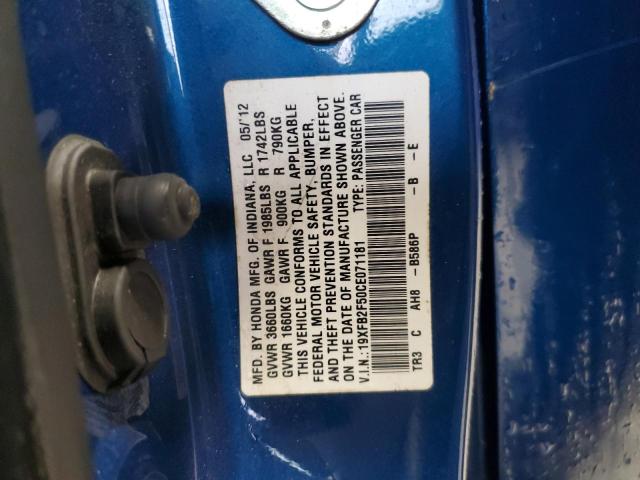 MFD. BY HONDA MFG. OF INDIANA, LLC 05/'12
GVWR 3660LBS GAWR F 1985LBS R 1742LBS
GVWR 1660KG GAWR F 900KG R 790KG
THIS VEHICLE CONFORMS TO ALL APPLICABLE
FEDERAL MOTOR VEHICLE SAFETY, BUMPER,
AND THEFT PREVENTION STANDARDS IN EFFECT
ON THE DATE OF MANUFACTURE SHOWN ABOVE.
V.I.N.: 19XFB2F50CE071181 TYPE: PASSENGER CAR
TR3 C AH8 -B586P -B -E